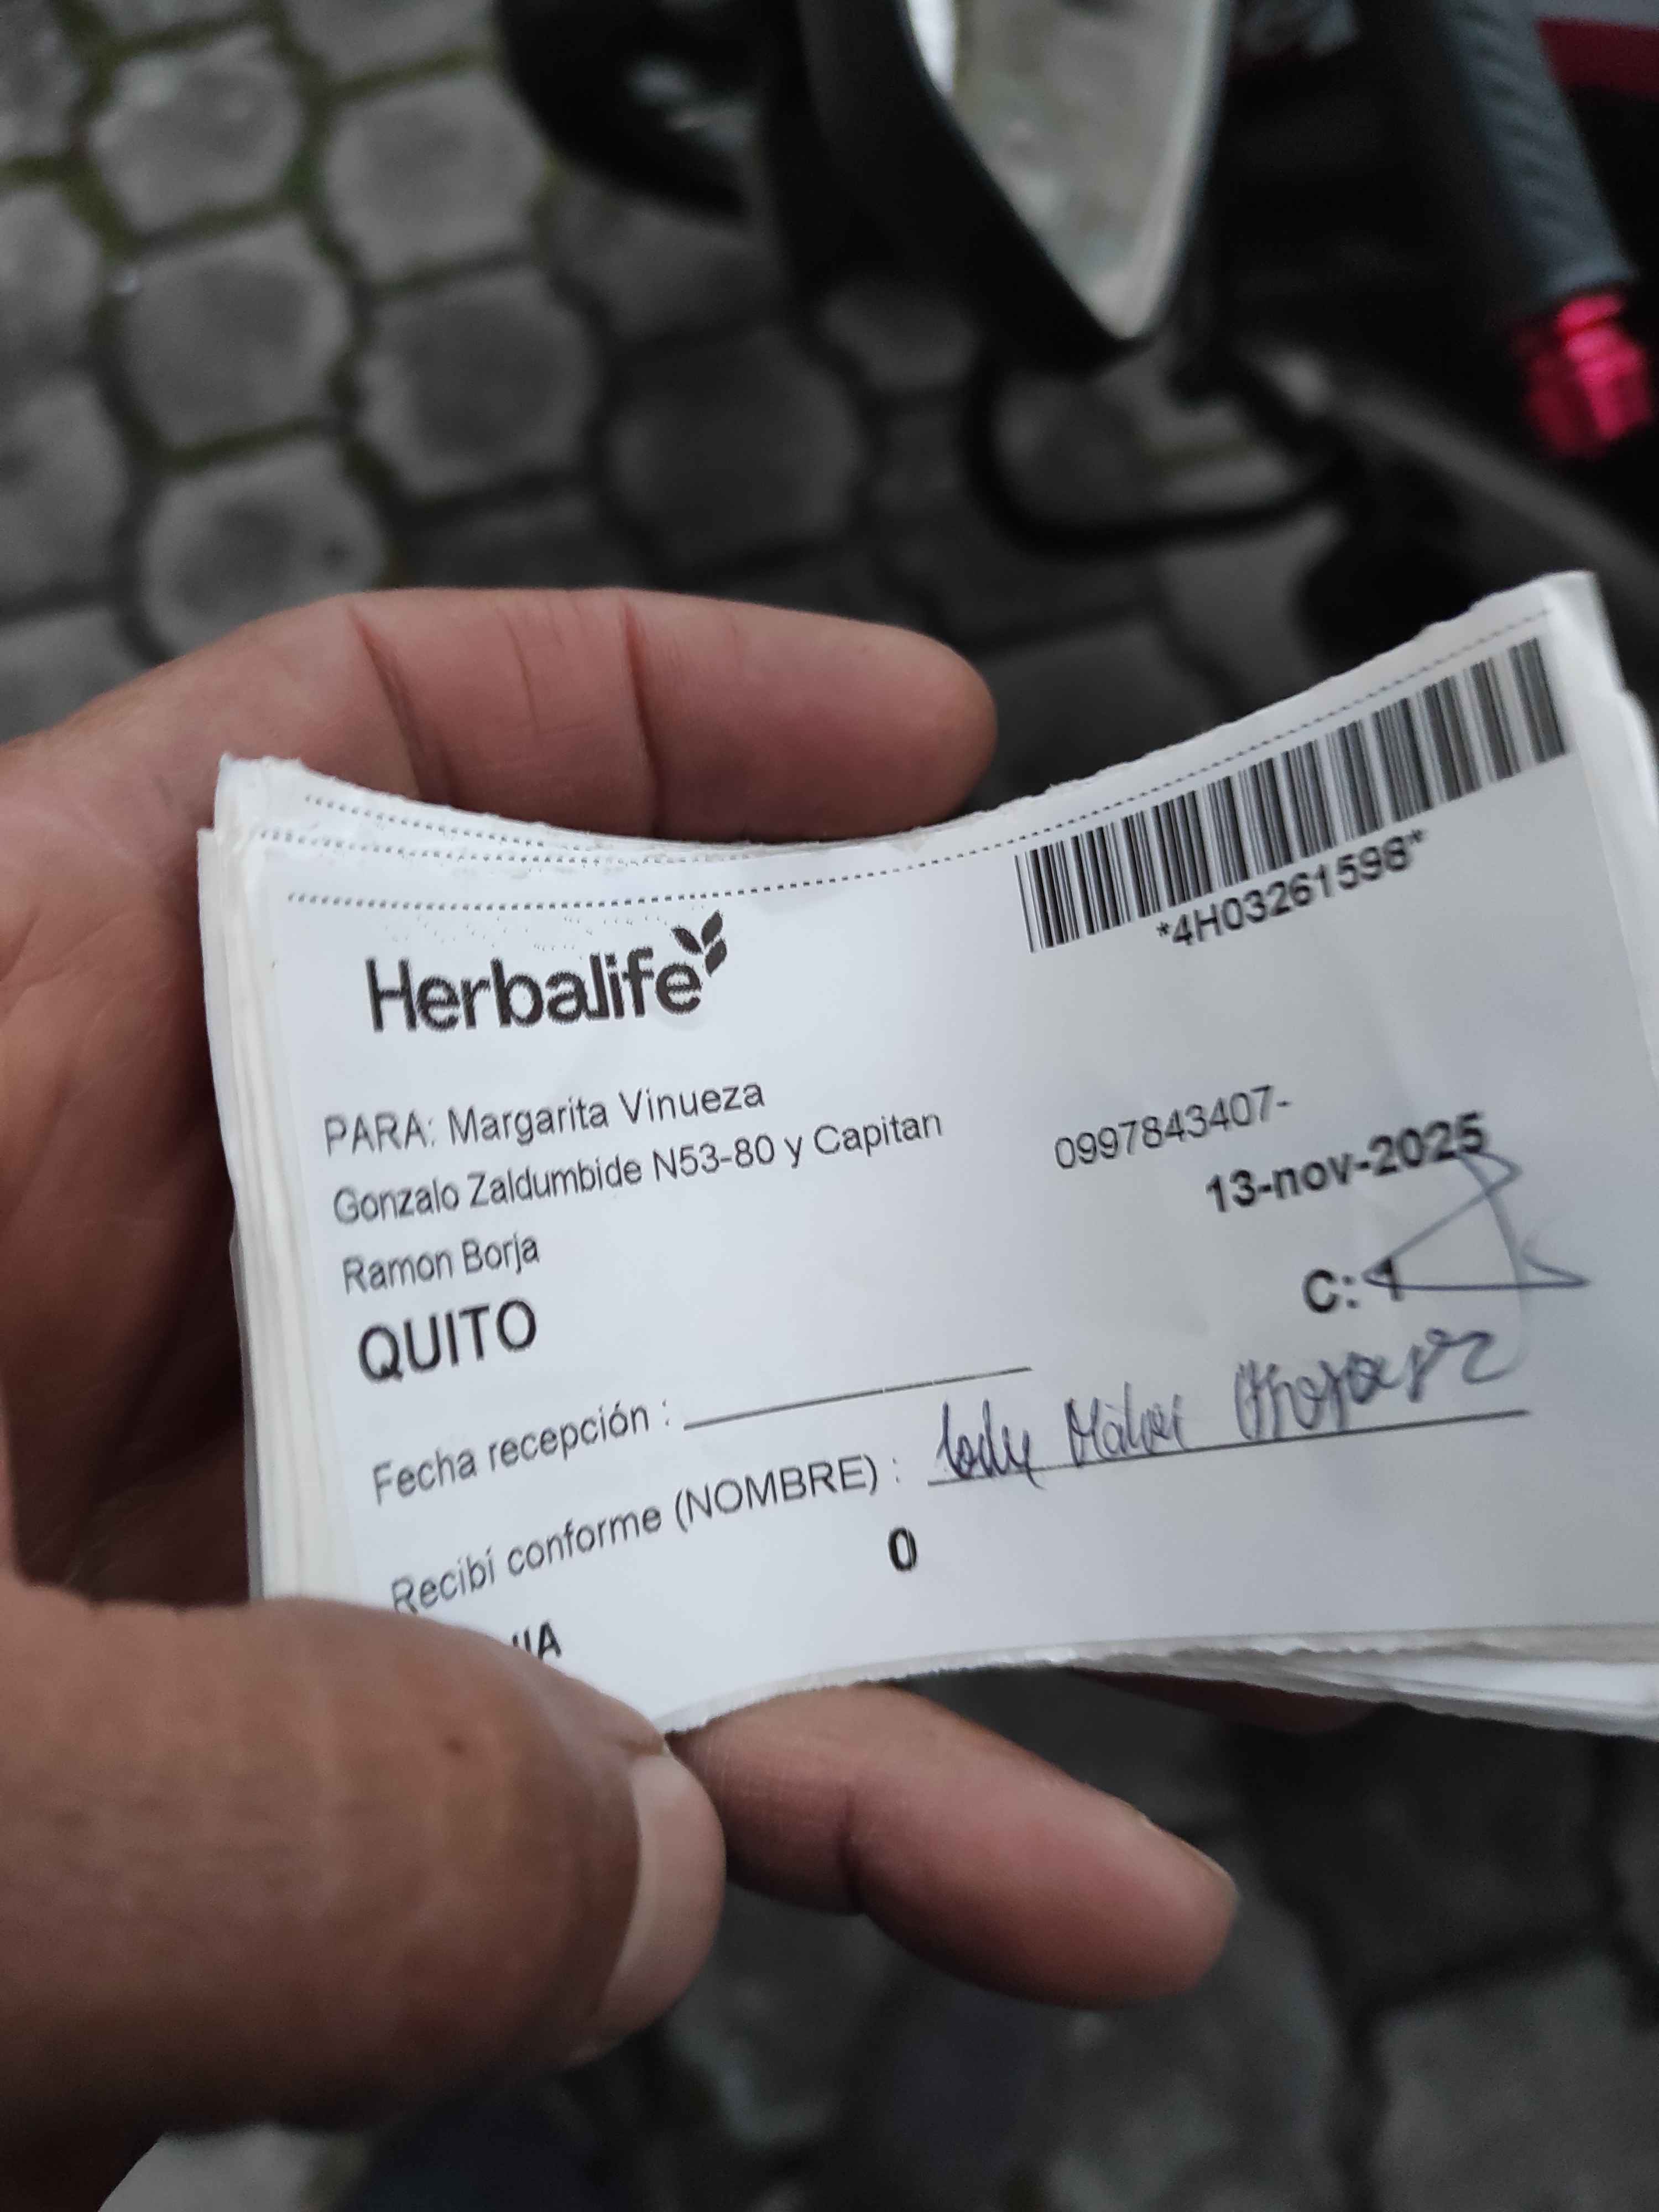 *4H03261598*
Herbalife
PARA: Margarita Vinueza
Gonzalo Zaldumbide N53-80 y Capitan
Ramon Borja
0997843407-
13-nov-2025
QUITO
C: 1
Fecha recepción :
Recibí conforme (NOMBRE) :
0